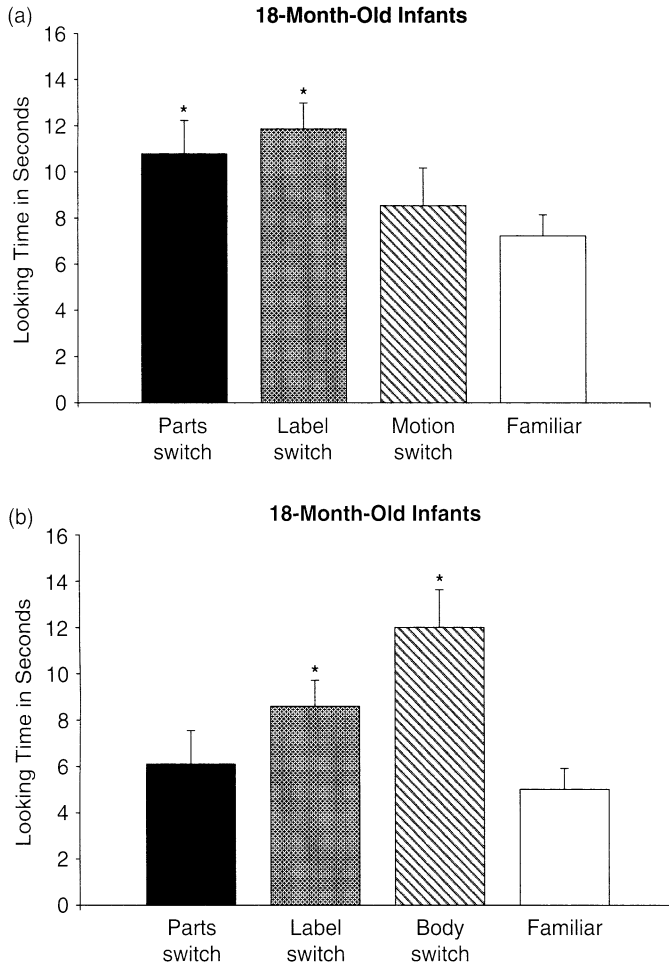 (a)
18-Month-Old Infants
Looking Time in Seconds
16
14
12
10
8
6
4
2
0
*
*
Parts switch
Label switch
Motion switch
Familiar
(b)
18-Month-Old Infants
Looking Time in Seconds
16
14
12
10
8
6
4
2
0
*
*
Parts switch
Label switch
Body switch
Familiar